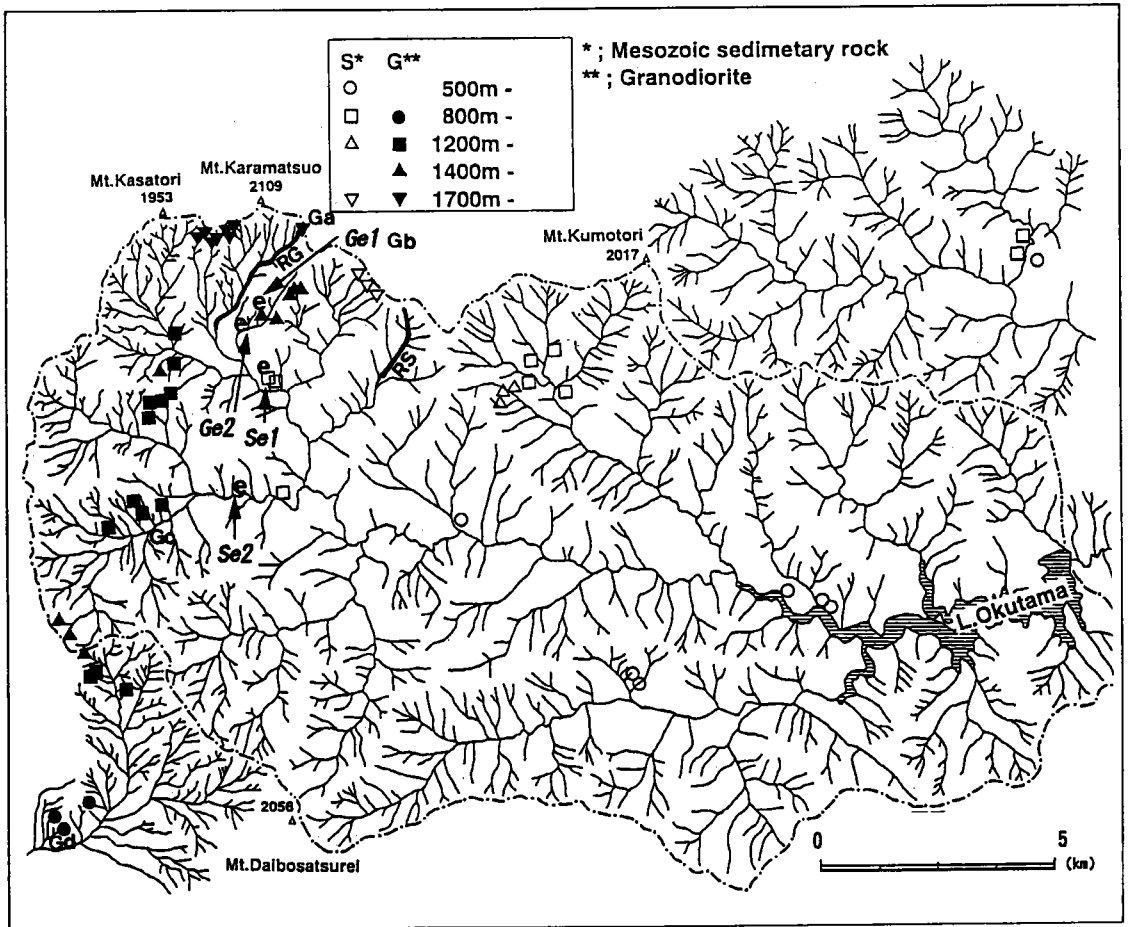 S* G**
500m -
800m -
1200m -
1400m -
1700m -
* ; Mesozoic sedimetary rock
** ; Granodiorite
Mt.Kasatori
1953
Mt.Karamatsuo
2109
Mt.Kumotori
2017
Ga
Ge1 Gb
RG
e
e
e
RS
Ge2 Se1
e
Gc
Se2
L.Okutama
2056
Mt.Daibosatsurei
Gd
0 5
(km)